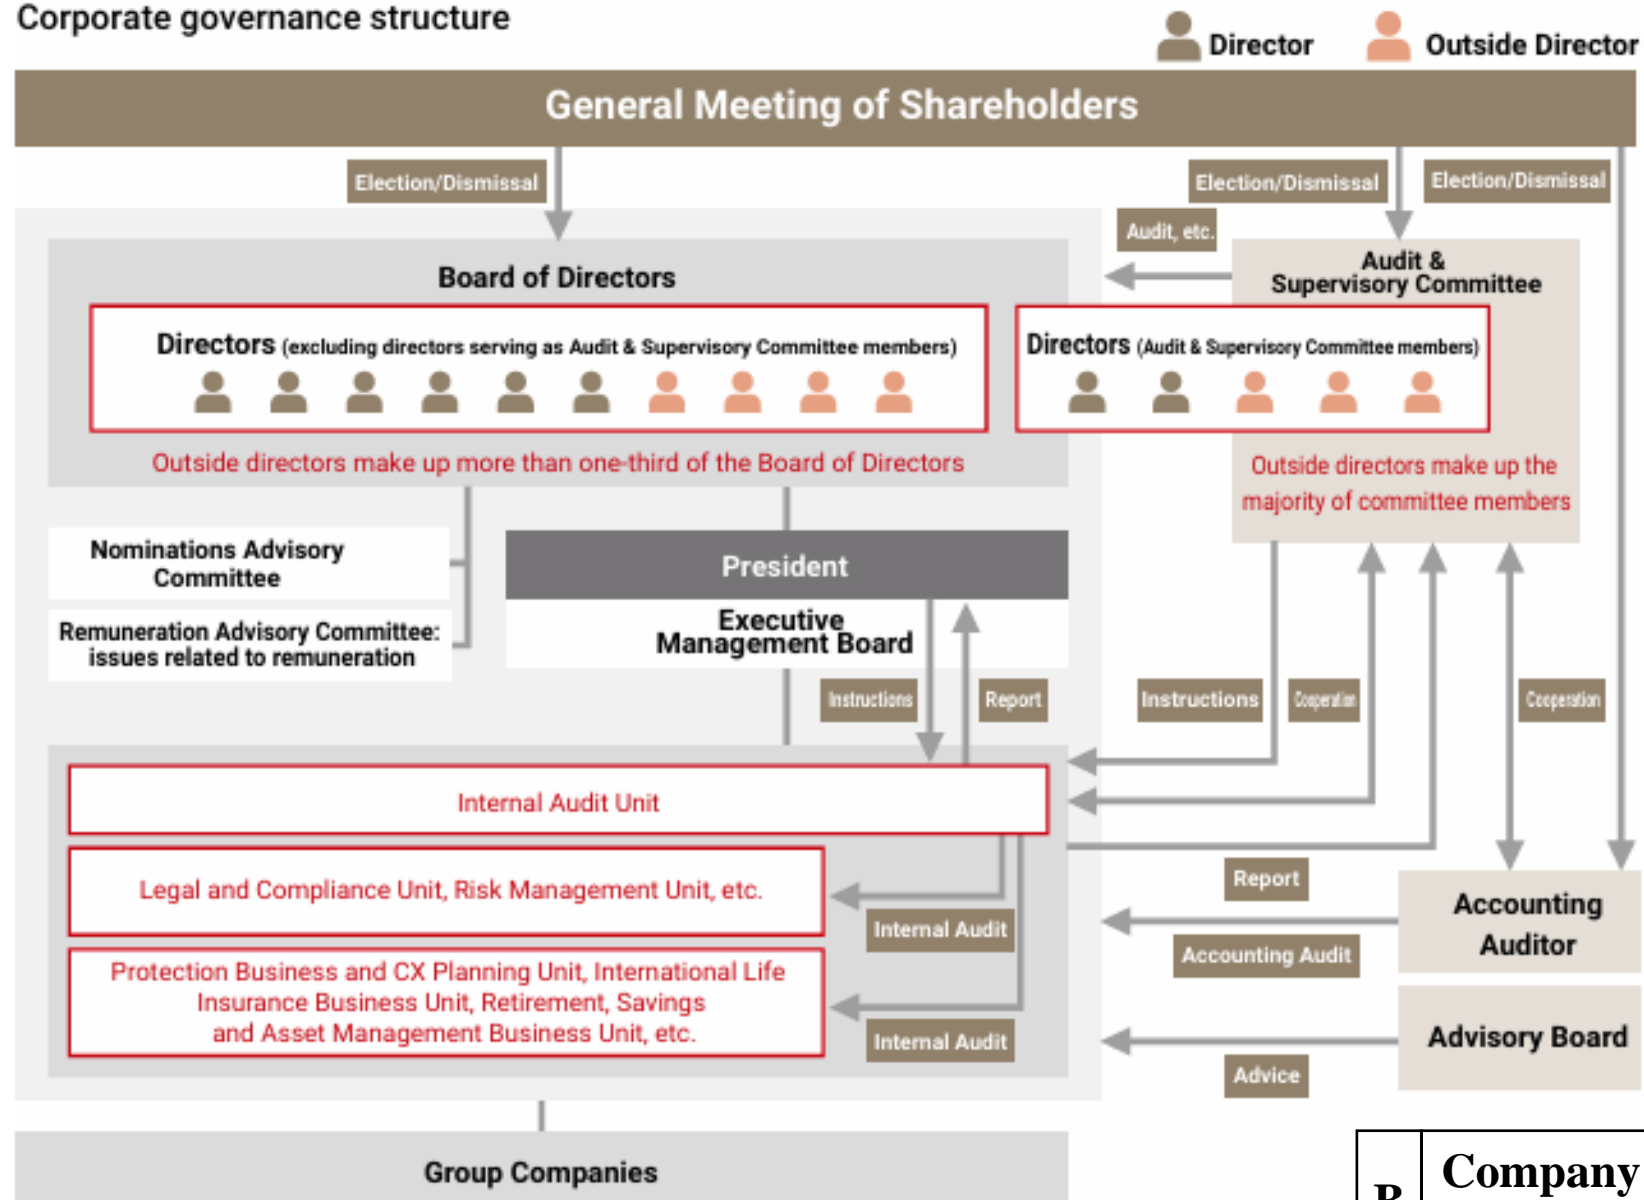 Corporate governance structure
Director
Outside Director
General Meeting of Shareholders
Election/Dismissal
Election/Dismissal
Election/Dismissal
Audit, etc.
Board of Directors
Audit &
Supervisory Committee
Directors (excluding directors serving as Audit & Supervisory Committee members)
Directors (Audit & Supervisory Committee members)
Outside directors make up more than one-third of the Board of Directors
Outside directors make up the
majority of committee members
Nominations Advisory
Committee
President
Remuneration Advisory Committee:
issues related to remuneration
Executive
Management Board
Instructions
Report
Instructions
Cooperation
Cooperation
Internal Audit Unit
Legal and Compliance Unit, Risk Management Unit, etc.
Internal Audit
Report
Accounting
Auditor
Accounting Audit
Protection Business and CX Planning Unit, International Life
Insurance Business Unit, Retirement, Savings
and Asset Management Business Unit, etc.
Internal Audit
Advisory Board
Advice
Group Companies
Company